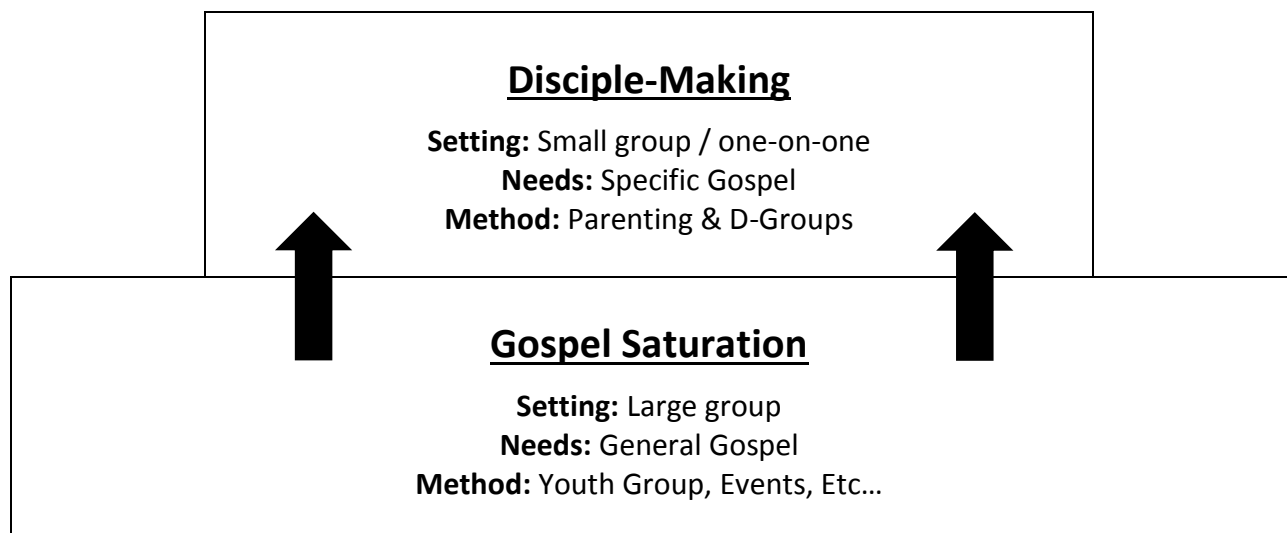 Disciple-Making
Setting: Small group / one-on-one
Needs: Specific Gospel
Method: Parenting & D-Groups
Gospel Saturation
Setting: Large group
Needs: General Gospel
Method: Youth Group, Events, Etc…